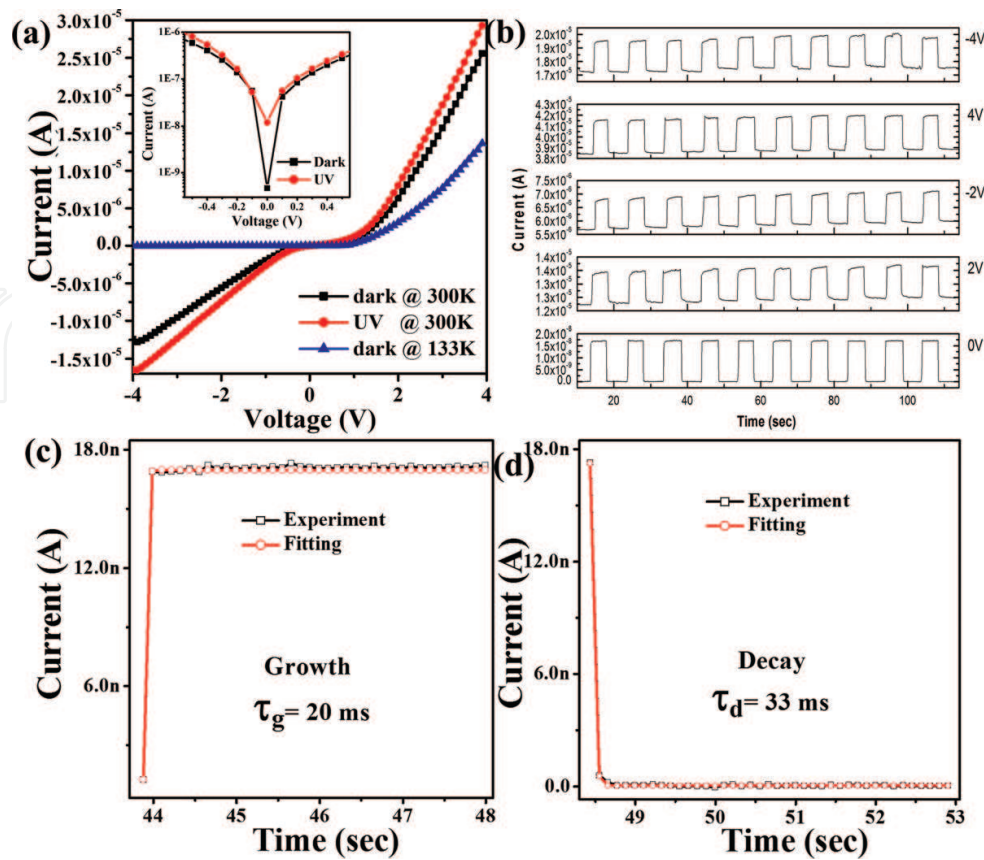 (a)
3.0x10⁻⁵
2.5x10⁻⁵
2.0x10⁻⁵
1.5x10⁻⁵
1.0x10⁻⁵
5.0x10⁻⁶
0.0
-5.0x10⁻⁶
-1.0x10⁻⁵
-1.5x10⁻⁵
Current (A)
1E-6
1E-7
1E-8
1E-9
Current (A)
Dark
UV
-0.4 -0.2 0.0 0.2 0.4
Voltage (V)
dark @ 300K
UV @ 300K
dark @ 133K
-4 -2 0 2 4
Voltage (V)
(b)
2.0x10⁻⁵
1.9x10⁻⁵
1.8x10⁻⁵
1.7x10⁻⁵
-4V
4.3x10⁻⁵
4.2x10⁻⁵
4.1x10⁻⁵
4.0x10⁻⁵
3.9x10⁻⁵
3.8x10⁻⁵
4V
7.5x10⁻⁶
7.0x10⁻⁶
6.5x10⁻⁶
6.0x10⁻⁶
5.5x10⁻⁶
-2V
1.4x10⁻⁵
1.4x10⁻⁵
1.3x10⁻⁵
1.3x10⁻⁵
1.2x10⁻⁵
2V
2.0x10⁻⁸
1.5x10⁻⁸
1.0x10⁻⁸
5.0x10⁻⁹
0.0
0V
Current (A)
20 40 60 80 100
Time (sec)
(c)
18.0n
12.0n
6.0n
Current (A)
Experiment
Fitting
Growth
τg= 20 ms
44 45 46 47 48
Time (sec)
(d)
18.0n
12.0n
6.0n
0.0
Current (A)
Experiment
Fitting
Decay
τd= 33 ms
49 50 51 52 53
Time (sec)